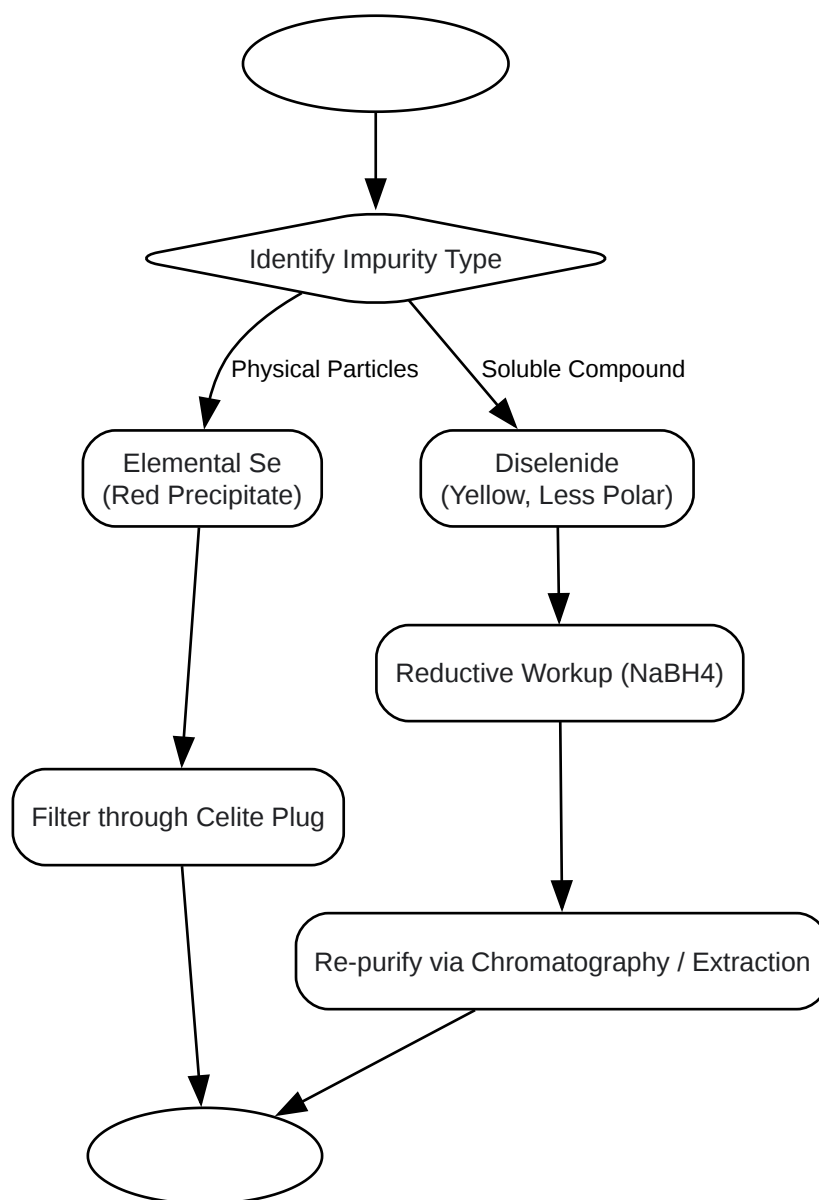 Identify Impurity Type
Physical Particles
Soluble Compound
Elemental Se
(Red Precipitate)
Diselenide
(Yellow, Less Polar)
Reductive Workup (NaBH4)
Filter through Celite Plug
Re-purify via Chromatography / Extraction